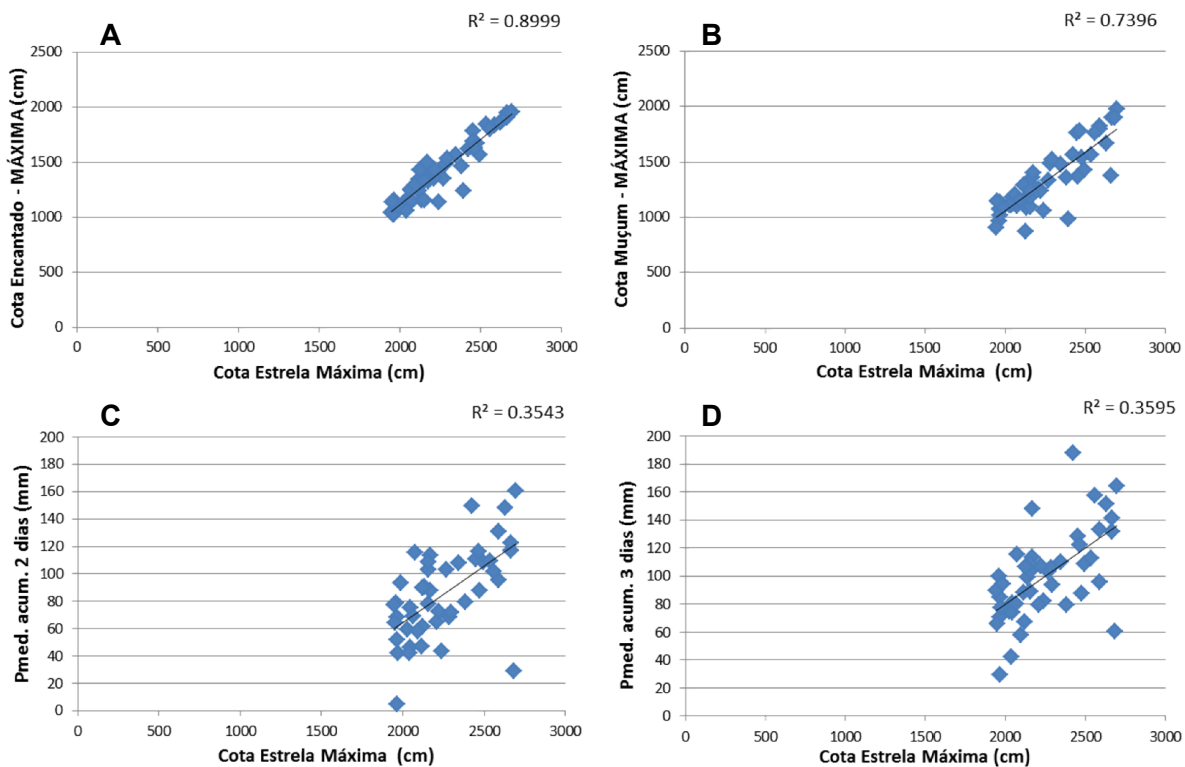 A
R² = 0.8999
Cota Encantado - MÁXIMA (cm)
2500
2000
1500
1000
500
0
0 500 1000 1500 2000 2500 3000
Cota Estrela Máxima (cm)
B
R² = 0.7396
Cota Muçum - MÁXIMA (cm)
2500
2000
1500
1000
500
0
0 500 1000 1500 2000 2500 3000
Cota Estrela Máxima (cm)
C
R² = 0.3543
Pmed. acum. 2 dias (mm)
200
180
160
140
120
100
80
60
40
20
0
0 500 1000 1500 2000 2500 3000
Cota Estrela Máxima (cm)
D
R² = 0.3595
Pmed. acum. 3 dias (mm)
200
180
160
140
120
100
80
60
40
20
0
0 500 1000 1500 2000 2500 3000
Cota Estrela Máxima (cm)